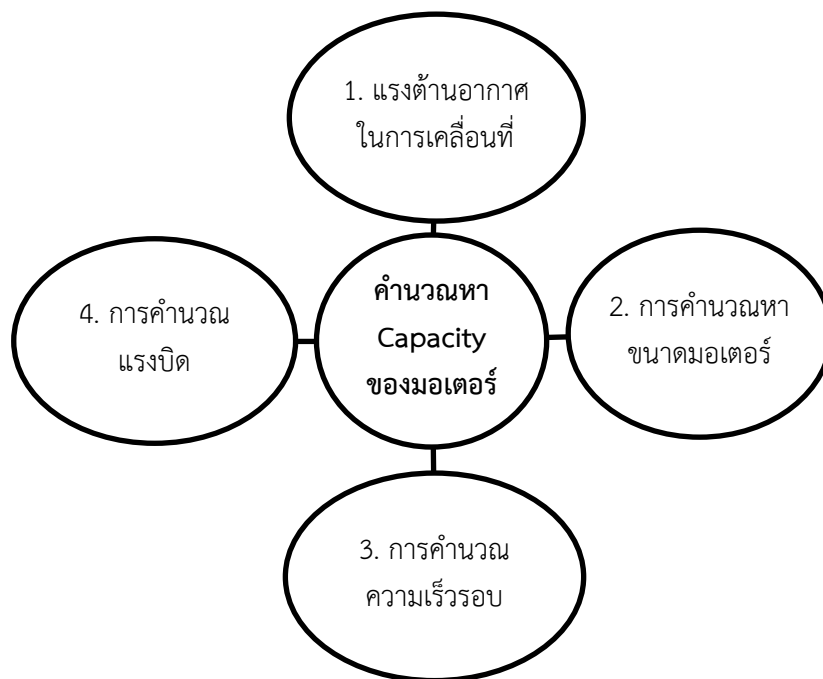 1. แรงต้านอากาศ
ในการเคลื่อนที่
คำนวณหา
Capacity
ของมอเตอร์
2. การคำนวณหา
ขนาดมอเตอร์
3. การคำนวณ
ความเร็วรอบ
4. การคำนวณ
แรงบิด